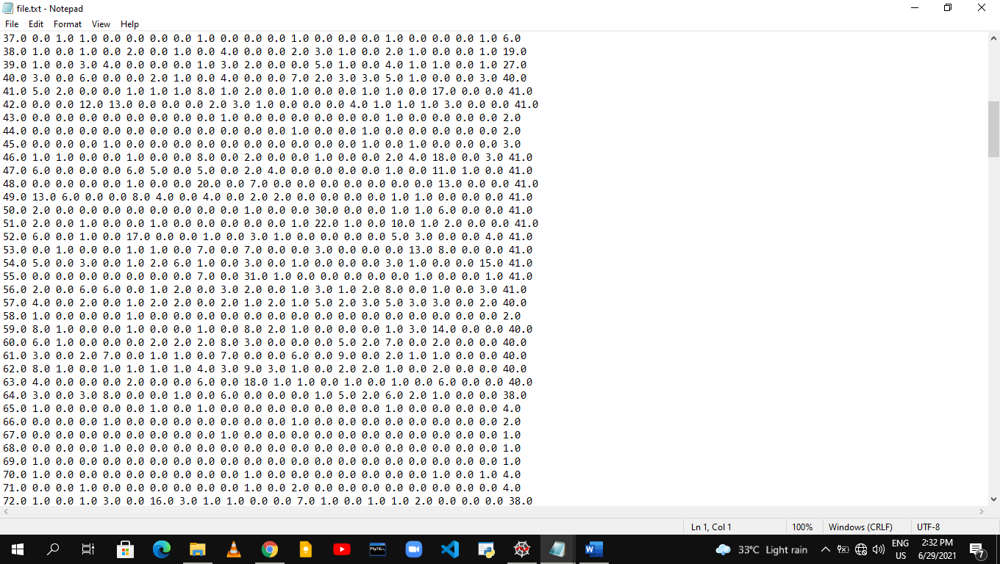 file.txt - Notepad
File Edit Format View Help
37.0 0.0 1.0 1.0 0.0 0.0 0.0 1.0 0.0 0.0 0.0 1.0 0.0 0.0 0.0 1.0 0.0 0.0 0.0 1.0 6.0
38.0 1.0 0.0 1.0 0.0 2.0 0.0 1.0 0.0 4.0 0.0 0.0 2.0 3.0 1.0 0.0 2.0 1.0 0.0 0.0 1.0 19.0
39.0 1.0 0.0 3.0 4.0 0.0 0.0 0.0 1.0 3.0 2.0 0.0 0.0 5.0 1.0 0.0 4.0 1.0 1.0 0.0 1.0 27.0
40.0 3.0 0.0 6.0 0.0 0.0 2.0 1.0 0.0 4.0 0.0 0.0 7.0 2.0 3.0 3.0 5.0 1.0 0.0 0.0 3.0 40.0
41.0 5.0 2.0 0.0 0.0 1.0 1.0 1.0 8.0 1.0 2.0 0.0 1.0 0.0 0.0 1.0 1.0 0.0 17.0 0.0 0.0 41.0
42.0 0.0 0.0 12.0 13.0 0.0 0.0 0.0 2.0 3.0 1.0 0.0 0.0 0.0 4.0 1.0 1.0 1.0 3.0 0.0 0.0 41.0
43.0 0.0 0.0 0.0 0.0 0.0 0.0 0.0 0.0 1.0 0.0 0.0 0.0 0.0 0.0 0.0 1.0 0.0 0.0 0.0 0.0 2.0
44.0 0.0 0.0 0.0 0.0 0.0 0.0 0.0 0.0 0.0 0.0 0.0 1.0 0.0 0.0 1.0 0.0 0.0 0.0 0.0 0.0 2.0
45.0 0.0 0.0 0.0 1.0 0.0 0.0 0.0 0.0 0.0 0.0 0.0 0.0 0.0 0.0 1.0 0.0 1.0 0.0 0.0 0.0 3.0
46.0 1.0 1.0 0.0 0.0 1.0 0.0 0.0 8.0 0.0 2.0 0.0 0.0 1.0 0.0 0.0 2.0 4.0 18.0 0.0 3.0 41.0
47.0 6.0 0.0 0.0 0.0 6.0 5.0 0.0 5.0 0.0 2.0 4.0 0.0 0.0 0.0 0.0 1.0 0.0 11.0 1.0 0.0 41.0
48.0 0.0 0.0 0.0 0.0 1.0 0.0 0.0 20.0 0.0 7.0 0.0 0.0 0.0 0.0 0.0 0.0 0.0 13.0 0.0 0.0 41.0
49.0 13.0 6.0 0.0 0.0 8.0 4.0 0.0 4.0 0.0 2.0 2.0 0.0 0.0 0.0 0.0 1.0 1.0 0.0 0.0 0.0 41.0
50.0 2.0 0.0 0.0 0.0 0.0 0.0 0.0 0.0 0.0 1.0 0.0 0.0 30.0 0.0 0.0 1.0 1.0 6.0 0.0 0.0 41.0
51.0 2.0 0.0 1.0 0.0 0.0 1.0 0.0 0.0 0.0 0.0 0.0 1.0 22.0 1.0 0.0 10.0 1.0 2.0 0.0 0.0 41.0
52.0 6.0 0.0 1.0 0.0 17.0 0.0 0.0 1.0 0.0 3.0 1.0 0.0 0.0 0.0 0.0 5.0 3.0 0.0 0.0 4.0 41.0
53.0 0.0 1.0 0.0 0.0 1.0 1.0 0.0 7.0 0.0 7.0 0.0 0.0 3.0 0.0 0.0 0.0 13.0 8.0 0.0 0.0 41.0
54.0 5.0 0.0 3.0 0.0 1.0 2.0 6.0 1.0 0.0 3.0 0.0 1.0 0.0 0.0 0.0 3.0 1.0 0.0 0.0 15.0 41.0
55.0 0.0 0.0 0.0 0.0 0.0 0.0 0.0 7.0 0.0 31.0 1.0 0.0 0.0 0.0 0.0 0.0 1.0 0.0 0.0 1.0 41.0
56.0 2.0 0.0 6.0 6.0 0.0 1.0 2.0 0.0 3.0 2.0 0.0 1.0 3.0 1.0 2.0 8.0 0.0 1.0 0.0 3.0 41.0
57.0 4.0 0.0 2.0 0.0 1.0 2.0 2.0 0.0 2.0 1.0 2.0 1.0 5.0 2.0 3.0 5.0 3.0 3.0 0.0 2.0 40.0
58.0 1.0 0.0 0.0 0.0 1.0 0.0 0.0 0.0 0.0 0.0 0.0 0.0 0.0 0.0 0.0 0.0 0.0 0.0 0.0 0.0 2.0
59.0 8.0 1.0 0.0 0.0 1.0 0.0 0.0 1.0 0.0 8.0 2.0 1.0 0.0 0.0 0.0 1.0 3.0 14.0 0.0 0.0 40.0
60.0 6.0 1.0 0.0 0.0 0.0 2.0 2.0 2.0 8.0 3.0 0.0 0.0 0.0 5.0 2.0 7.0 0.0 2.0 0.0 0.0 40.0
61.0 3.0 0.0 2.0 7.0 0.0 1.0 1.0 0.0 7.0 0.0 0.0 6.0 0.0 9.0 0.0 2.0 1.0 1.0 0.0 0.0 40.0
62.0 8.0 1.0 0.0 1.0 1.0 1.0 1.0 4.0 3.0 9.0 3.0 1.0 0.0 2.0 2.0 1.0 0.0 2.0 0.0 0.0 40.0
63.0 4.0 0.0 0.0 0.0 2.0 0.0 0.0 6.0 0.0 18.0 1.0 1.0 0.0 1.0 0.0 1.0 0.0 6.0 0.0 0.0 40.0
64.0 3.0 0.0 3.0 8.0 0.0 0.0 1.0 0.0 6.0 0.0 0.0 0.0 1.0 5.0 2.0 6.0 2.0 1.0 0.0 0.0 38.0
65.0 1.0 0.0 0.0 0.0 0.0 1.0 0.0 1.0 0.0 0.0 0.0 0.0 0.0 0.0 0.0 1.0 0.0 0.0 0.0 0.0 4.0
66.0 0.0 0.0 0.0 1.0 0.0 0.0 0.0 0.0 0.0 0.0 0.0 1.0 0.0 0.0 0.0 0.0 0.0 0.0 0.0 0.0 2.0
67.0 0.0 0.0 0.0 0.0 0.0 0.0 0.0 0.0 1.0 0.0 0.0 0.0 0.0 0.0 0.0 0.0 0.0 0.0 0.0 0.0 1.0
68.0 0.0 0.0 0.0 1.0 0.0 0.0 0.0 0.0 0.0 0.0 0.0 0.0 0.0 0.0 0.0 0.0 0.0 0.0 0.0 0.0 1.0
69.0 1.0 0.0 0.0 0.0 0.0 0.0 0.0 0.0 0.0 0.0 0.0 0.0 0.0 0.0 0.0 0.0 0.0 0.0 0.0 0.0 1.0
70.0 1.0 0.0 0.0 0.0 0.0 0.0 0.0 0.0 0.0 1.0 0.0 0.0 0.0 0.0 0.0 0.0 0.0 1.0 0.0 1.0 4.0
71.0 0.0 0.0 1.0 0.0 0.0 0.0 0.0 0.0 0.0 1.0 0.0 2.0 0.0 0.0 0.0 0.0 0.0 0.0 0.0 0.0 4.0
72.0 1.0 0.0 1.0 3.0 0.0 16.0 3.0 1.0 1.0 0.0 0.0 7.0 1.0 0.0 1.0 1.0 2.0 0.0 0.0 0.0 38.0
Ln 1, Col 1 100% Windows (CRLF) UTF-8
MySQL
33°C Light rain
ENG
US
2:32 PM
6/29/2021
7